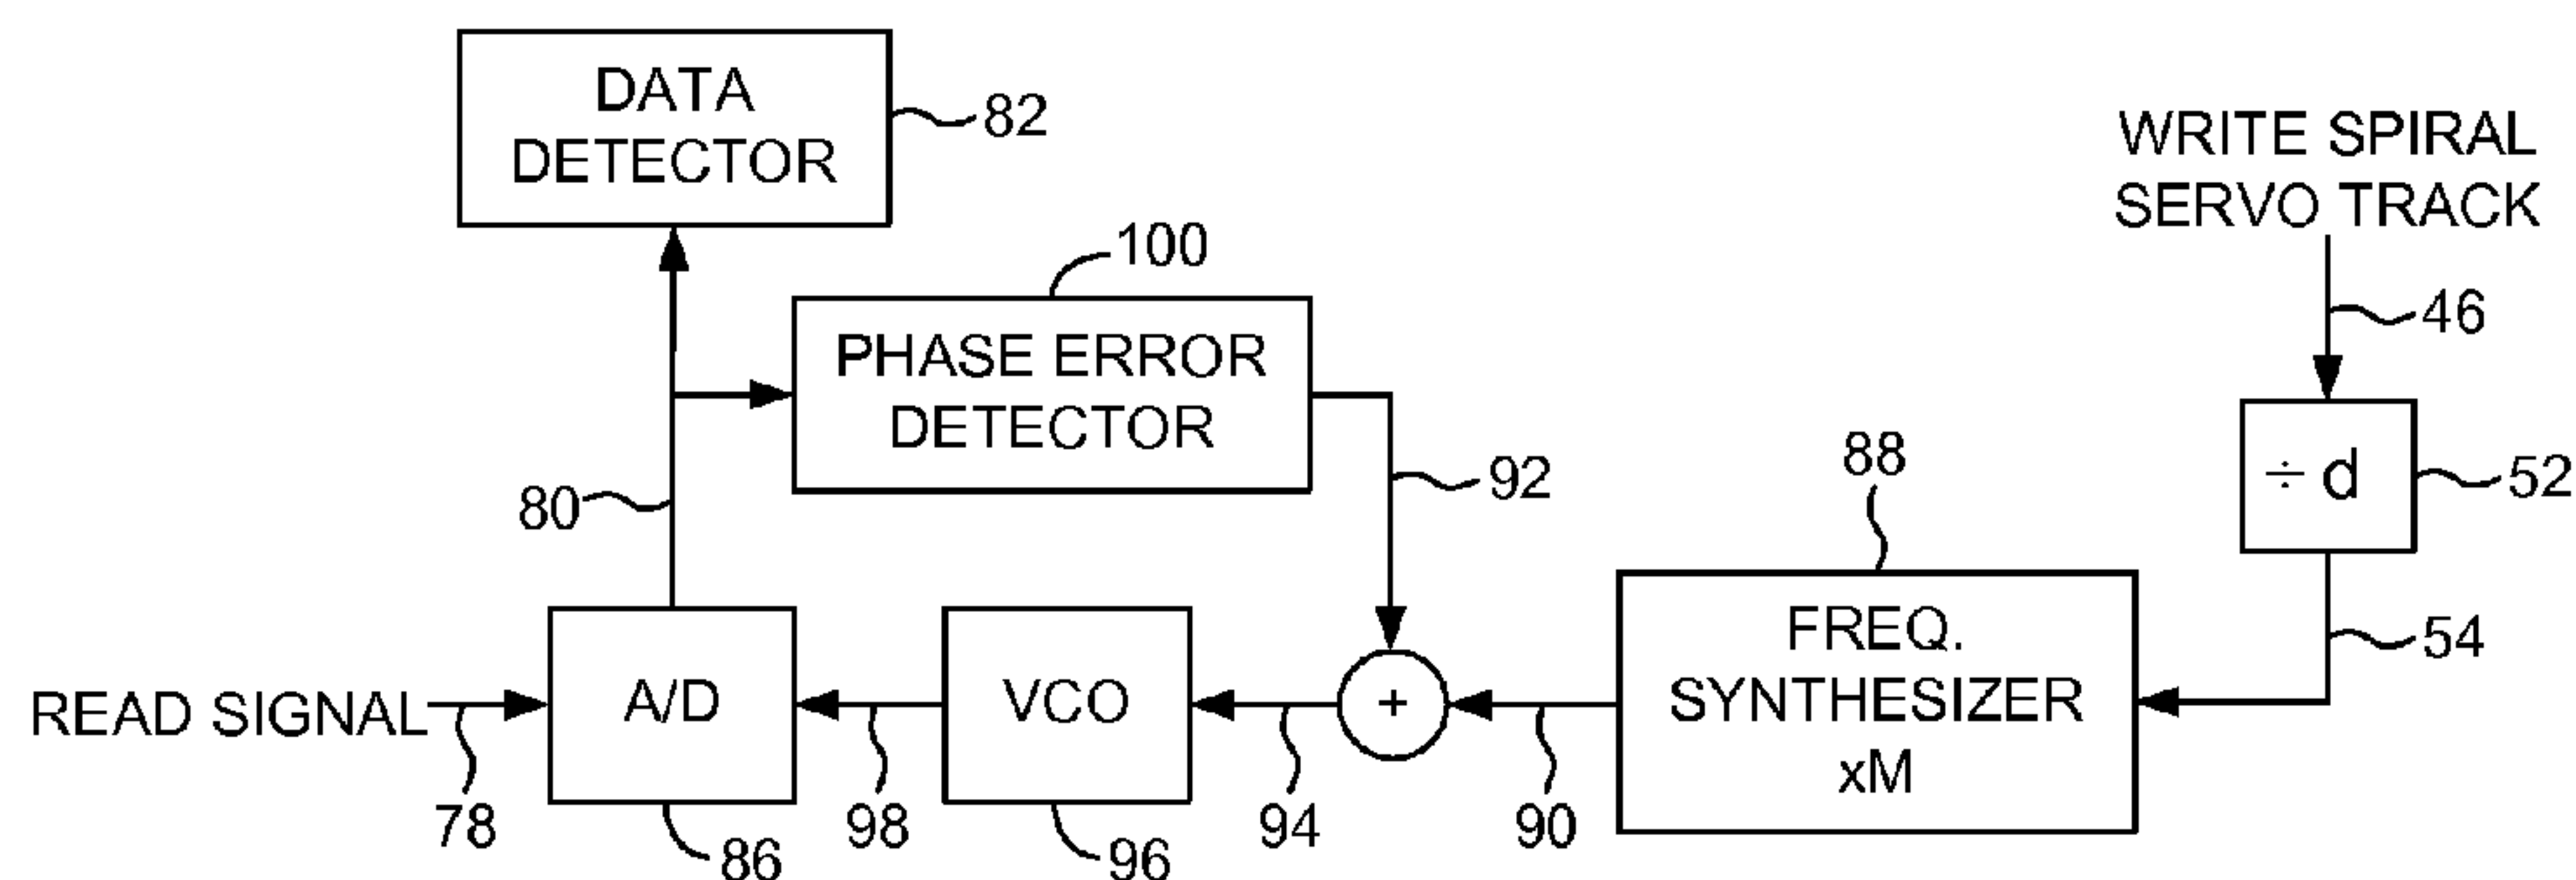 DATA
DETECTOR
82
WRITE SPIRAL
SERVO TRACK
100
PHASE ERROR
DETECTOR
46
÷ d
52
88
92
80
FREQ.
SYNTHESIZER
xM
54
READ SIGNAL
A/D
VCO
+
78
86
98
96
94
90